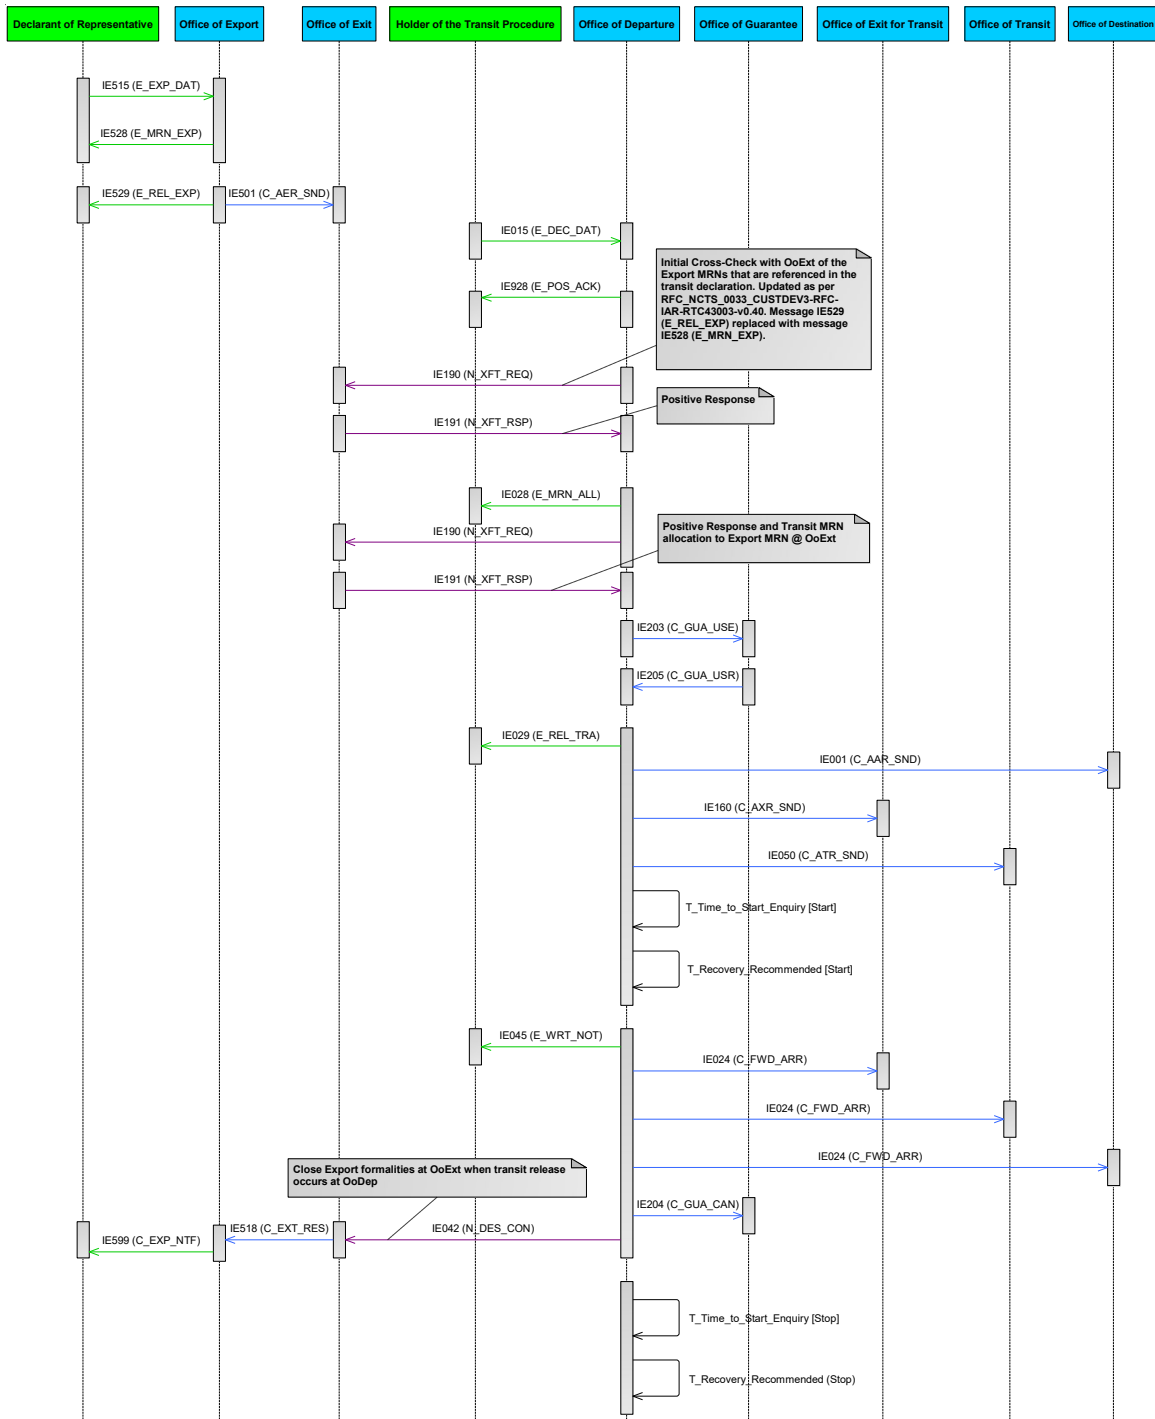 Declarant of Representative
Office of Export
Office of Exit
Holder of the Transit Procedure
Office of Departure
Office of Guarantee
Office of Exit for Transit
Office of Transit
Office of Destination
IE515 (E_EXP_DAT)
IE528 (E_MRN_EXP)
IE529 (E_REL_EXP)
IE501 (C_AER_SND)
IE015 (E_DEC_DAT)
Initial Cross-Check with OoExt of the
Export MRNs that are referenced in the
transit declaration. Updated as per
RFC_NCTS_0033_CUSTDEV3-RFC-
IAR-RTC43003-v0.40. Message IE529
(E_REL_EXP) replaced with message
IE528 (E_MRN_EXP).
IE928 (E_POS_ACK)
IE190 (N_XFT_REQ)
Positive Response
IE191 (N_XFT_RSP)
IE028 (E_MRN_ALL)
Positive Response and Transit MRN
allocation to Export MRN @ OoExt
IE190 (N_XFT_REQ)
IE191 (N_XFT_RSP)
IE203 (C_GUA_USE)
IE205 (C_GUA_USR)
IE029 (E_REL_TRA)
IE001 (C_AAR_SND)
IE160 (C_AXR_SND)
IE050 (C_ATR_SND)
T_Time_to_Start_Enquiry [Start]
T_Recovery_Recommended [Start]
IE045 (E_WRT_NOT)
IE024 (C_FWD_ARR)
IE024 (C_FWD_ARR)
IE024 (C_FWD_ARR)
Close Export formalities at OoExt when transit release
occurs at OoDep
IE204 (C_GUA_CAN)
IE599 (C_EXP_NTF)
IE518 (C_EXT_RES)
IE042 (N_DES_CON)
T_Time_to_Start_Enquiry [Stop]
T_Recovery_Recommended (Stop)